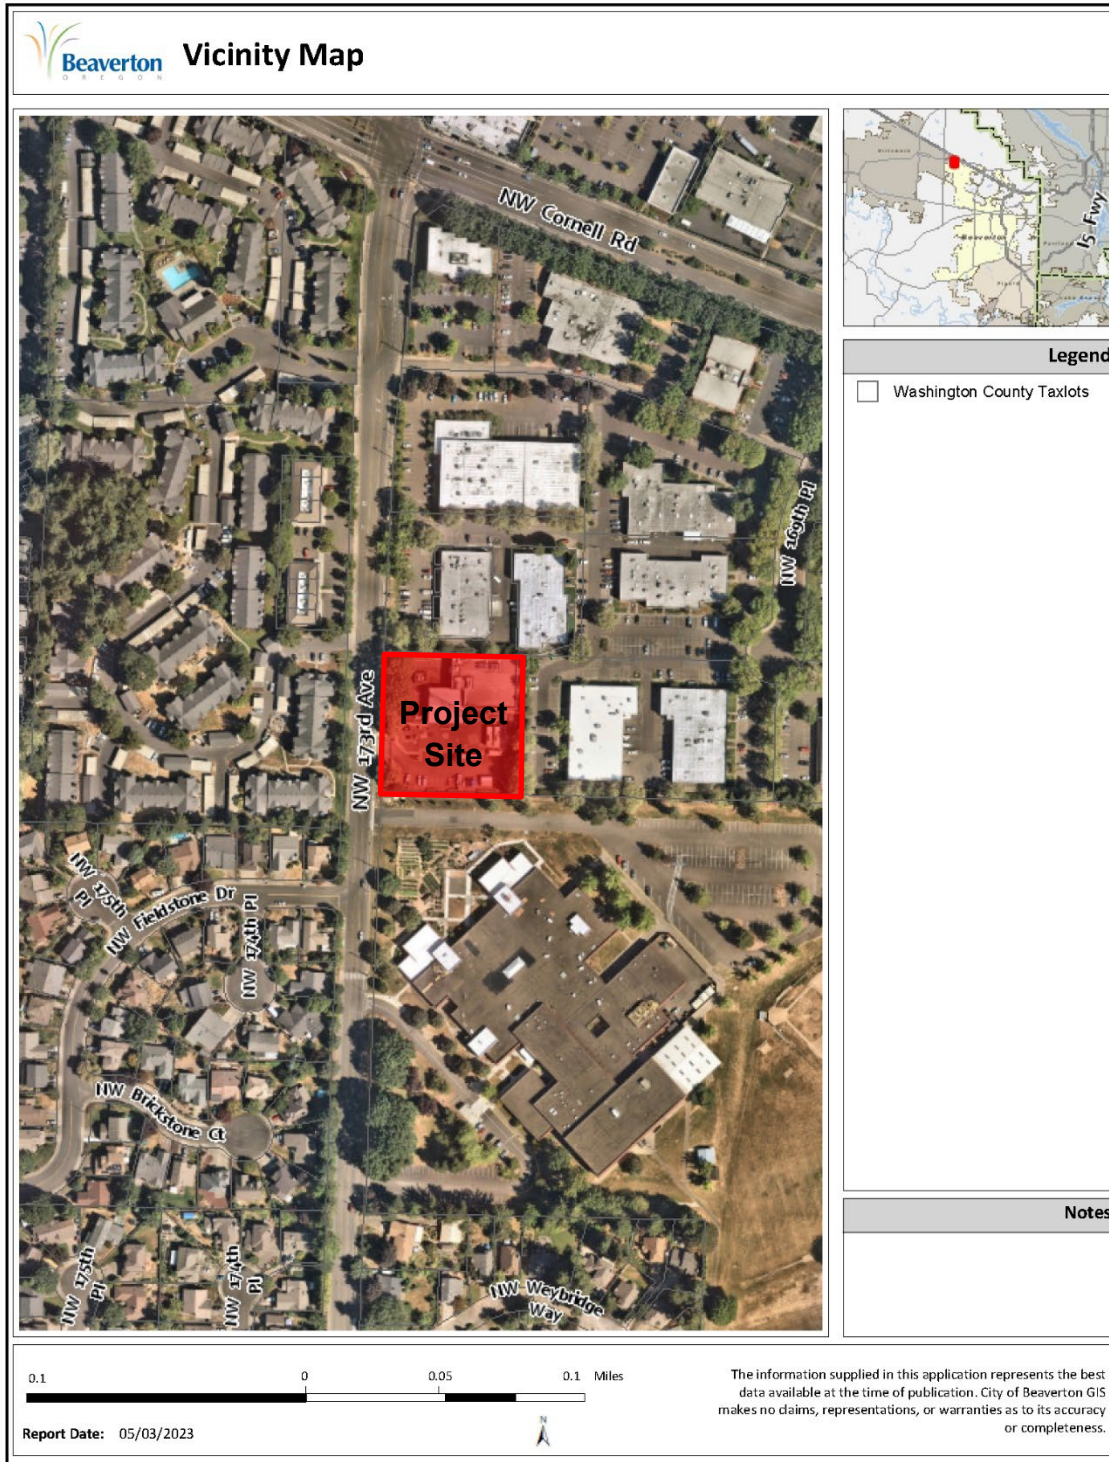 Beaverton
OREGON
Vicinity Map
NW Cornell Rd
NW 169th Pl
NW 173rd Ave
Project
Site
NW 175th
Pl
NW Fieldstone Dr
NW 174th Pl
NW Brickstone Ct
NW 175th
Pl
NW 174th
Pl
NW Weybridge
Way
Beaverton
I5 Fwy
Legend
Washington County Taxlots
Notes
0.1
0
0.05
0.1
Miles
Report Date: 05/03/2023
N
The information supplied in this application represents the best
data available at the time of publication. City of Beaverton GIS
makes no claims, representations, or warranties as to its accuracy
or completeness.